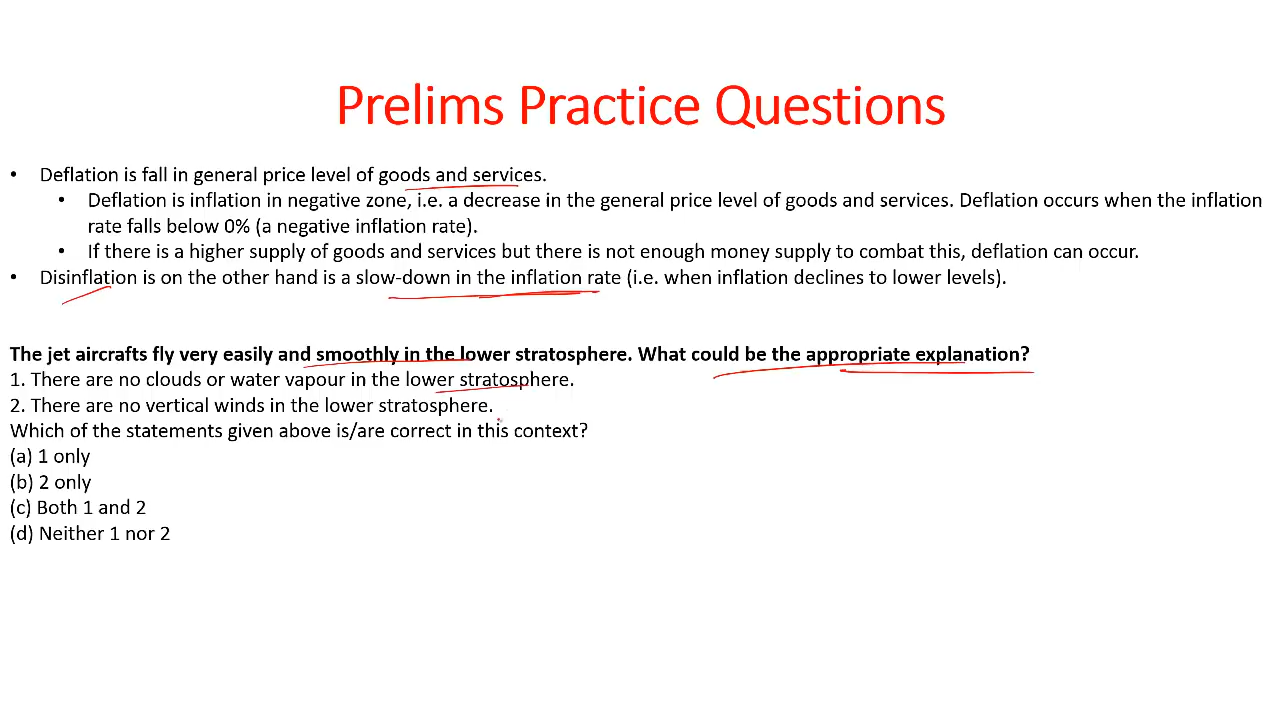 Prelims Practice Questions
• Deflation is fall in general price level of goods and services.
• Deflation is inflation in negative zone, i.e. a decrease in the general price level of goods and services. Deflation occurs when the inflation
rate falls below 0% (a negative inflation rate).
• If there is a higher supply of goods and services but there is not enough money supply to combat this, deflation can occur.
• Disinflation is on the other hand is a slow-down in the inflation rate (i.e. when inflation declines to lower levels).
The jet aircrafts fly very easily and smoothly in the lower stratosphere. What could be the appropriate explanation?
1. There are no clouds or water vapour in the lower stratosphere.
2. There are no vertical winds in the lower stratosphere.
Which of the statements given above is/are correct in this context?
(a) 1 only
(b) 2 only
(c) Both 1 and 2
(d) Neither 1 nor 2